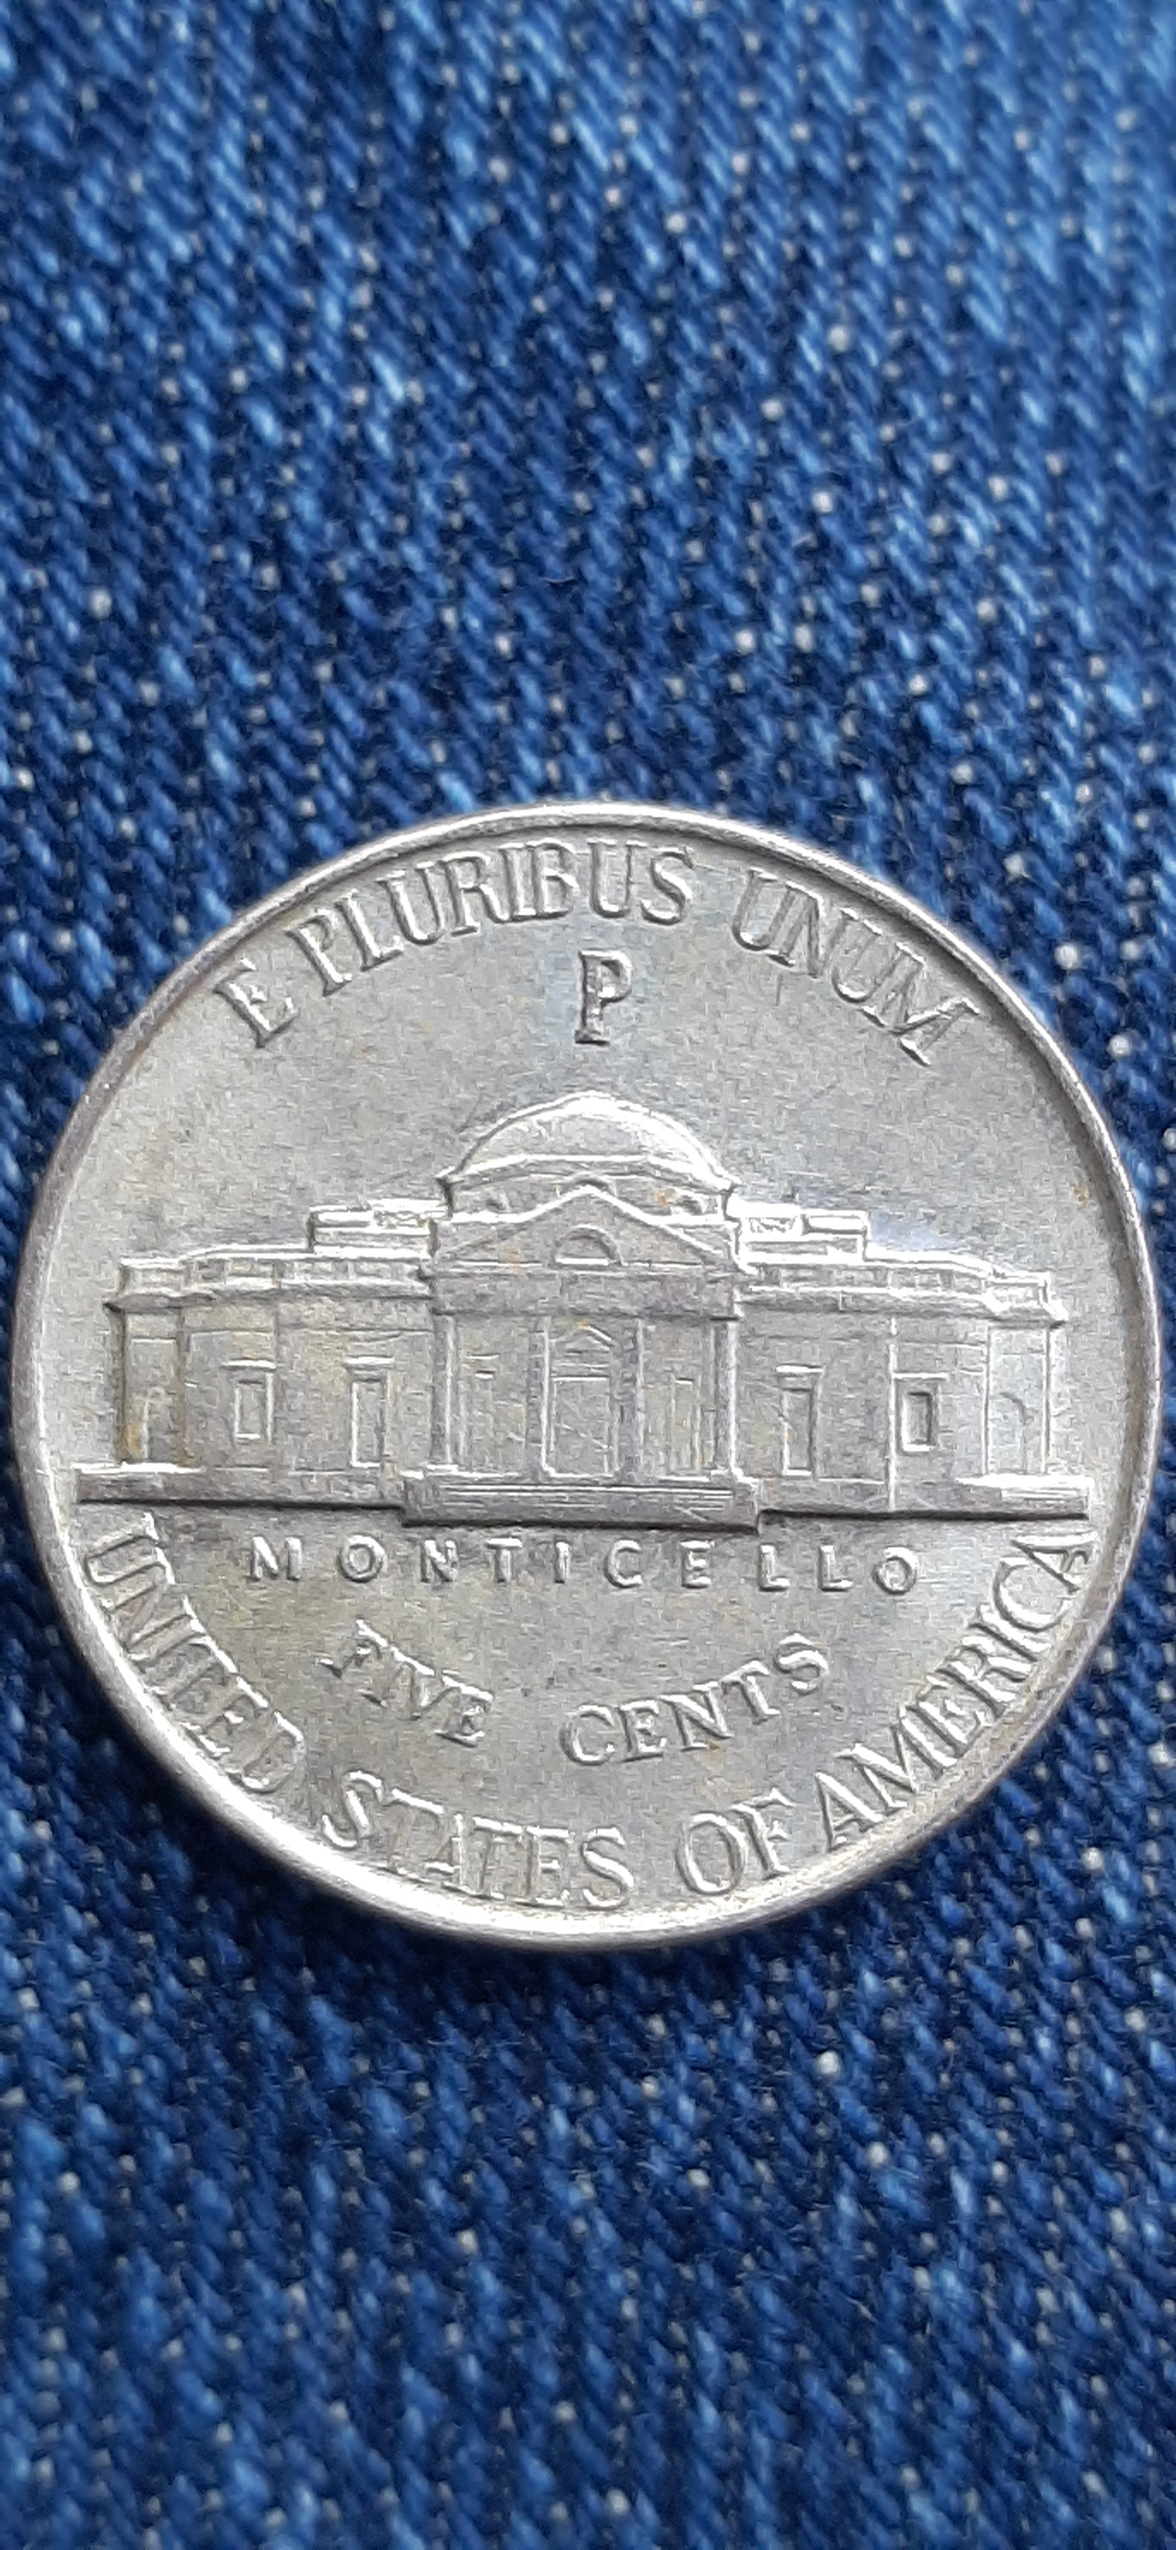 E PLURIBUS UNUM
P
MONTICELLO
FIVE CENTS
UNITED STATES OF AMERICA